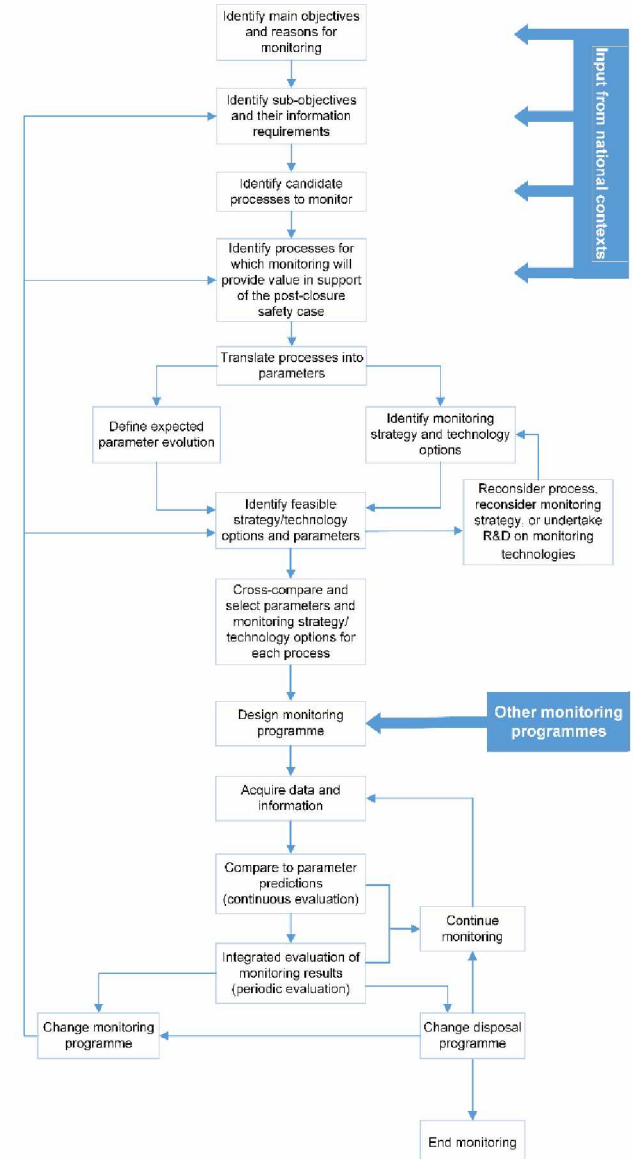 Identify main objectives
and reasons for
monitoring
Input from national contexts
Identify sub-objectives
and their information
requirements
Identify candidate
processes to monitor
Identify processes for
which monitoring will
provide value in support
of the post-closure
safety case
Translate processes into
parameters
Define expected
parameter evolution
Identify monitoring
strategy and technology
options
Identify feasible
strategy/technology
options and parameters
Reconsider process,
reconsider monitoring
strategy, or undertake
R&D on monitoring
technologies
Cross-compare and
select parameters and
monitoring strategy/
technology options for
each process
Design monitoring
programme
Other monitoring
programmes
Acquire data and
information
Compare to parameter
predictions
(continuous evaluation)
Continue
monitoring
Integrated evaluation of
monitoring results
(periodic evaluation)
Change monitoring
programme
Change disposal
programme
End monitoring